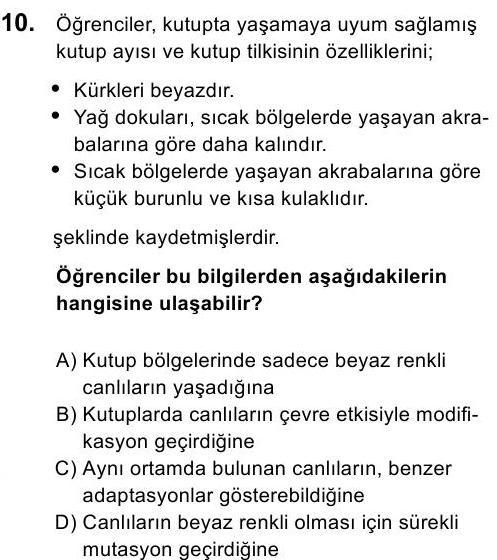 10. Öğrenciler, kutupta yaşamaya uyum sağlamış
kutup ayısı ve kutup tilkisinin özelliklerini;
• Kürkleri beyazdır.
• Yağ dokuları, sıcak bölgelerde yaşayan akra-
balarına göre daha kalındır.
• Sıcak bölgelerde yaşayan akrabalarına göre
küçük burunlu ve kısa kulaklıdır.
şeklinde kaydetmişlerdir.
Öğrenciler bu bilgilerden aşağıdakilerin
hangisine ulaşabilir?
A) Kutup bölgelerinde sadece beyaz renkli
canlıların yaşadığına
B) Kutuplarda canlıların çevre etkisiyle modifi-
kasyon geçirdiğine
C) Aynı ortamda bulunan canlıların, benzer
adaptasyonlar gösterebildiğine
D) Canlıların beyaz renkli olması için sürekli
mutasyon geçirdiğine